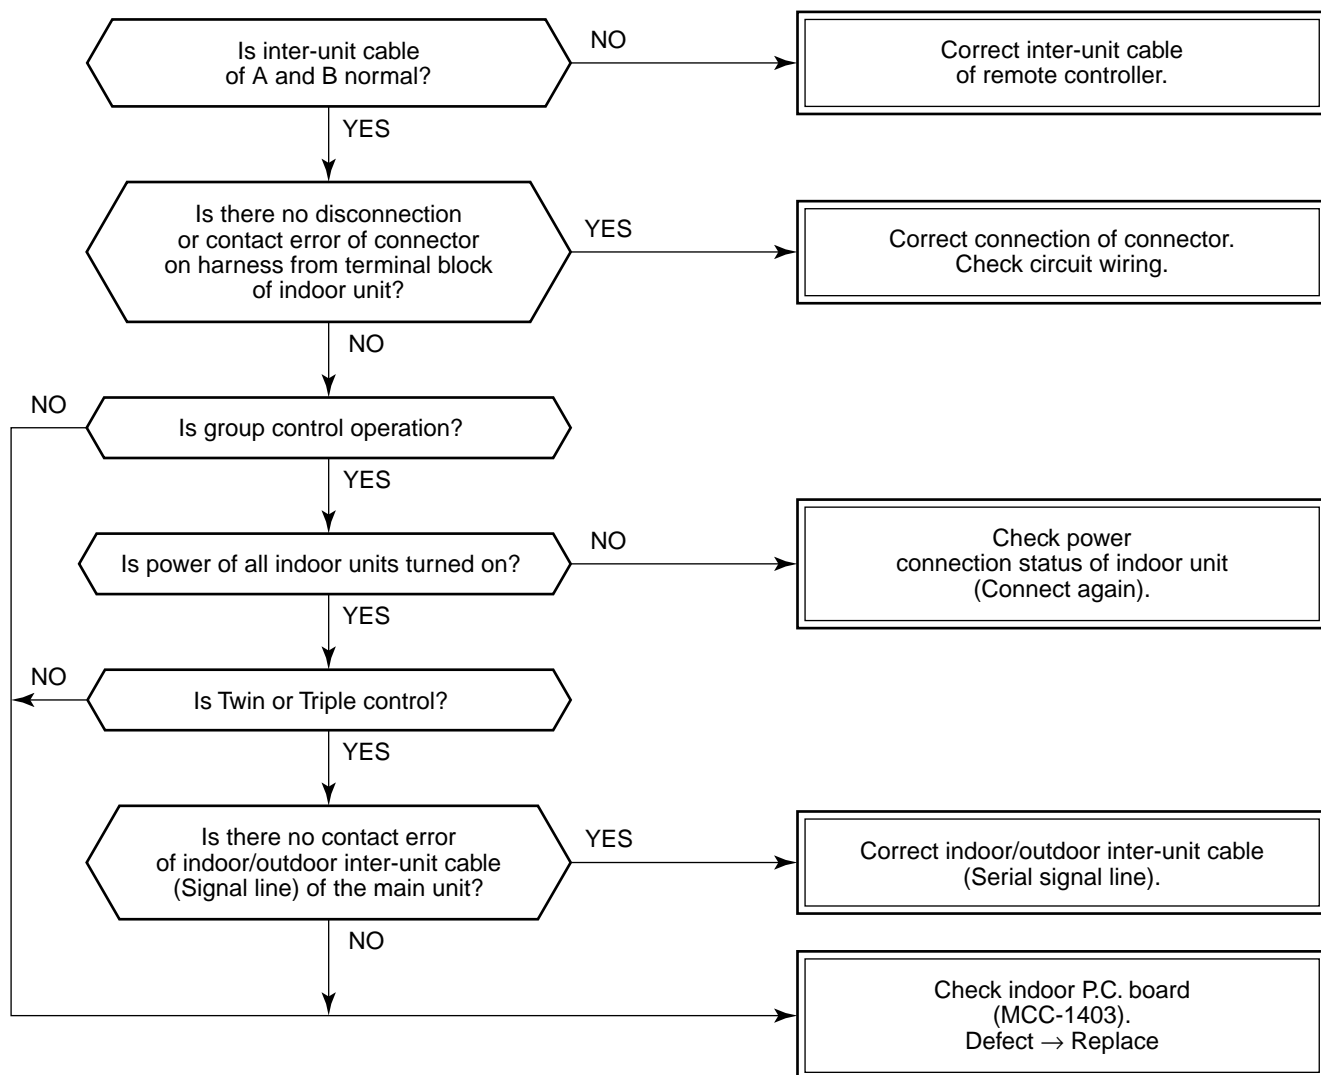 Is inter-unit cable
of A and B normal?
NO
Correct inter-unit cable
of remote controller.
YES
Is there no disconnection
or contact error of connector
on harness from terminal block
of indoor unit?
YES
Correct connection of connector.
Check circuit wiring.
NO
NO
Is group control operation?
YES
Is power of all indoor units turned on?
NO
Check power
connection status of indoor unit
(Connect again).
YES
NO
Is Twin or Triple control?
YES
Is there no contact error
of indoor/outdoor inter-unit cable
(Signal line) of the main unit?
YES
Correct indoor/outdoor inter-unit cable
(Serial signal line).
NO
Check indoor P.C. board
(MCC-1403).
Defect → Replace